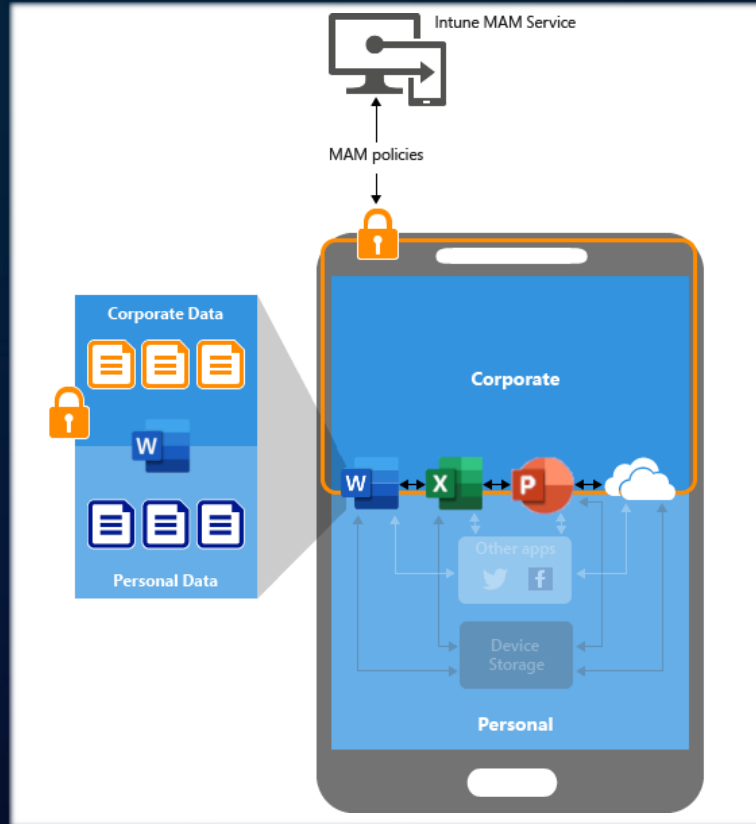 Intune MAM Service
MAM policies
Corporate Data
W
Personal Data
Corporate
W
X
P
Other apps
f
Device
Storage
Personal